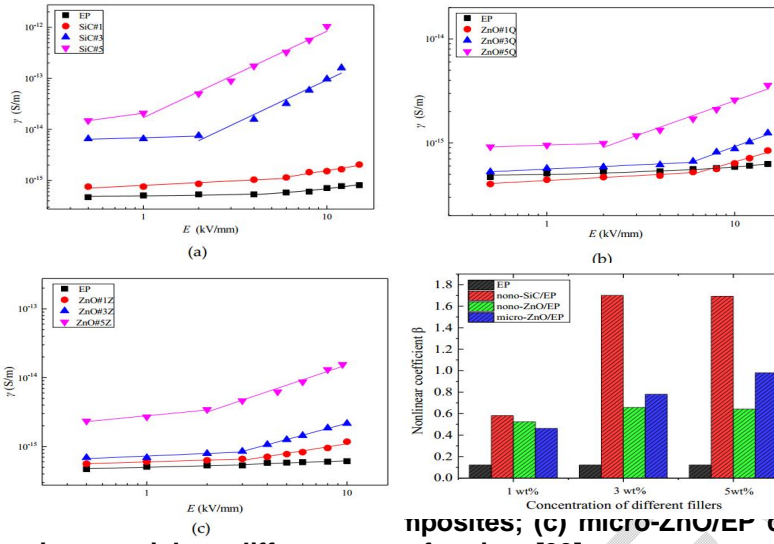 EP
SiC#1
SiC#3
SiC#5
10⁻¹²
10⁻¹³
10⁻¹⁴
10⁻¹⁵
γ (S/m)
1
10
E (kV/mm)
(a)
EP
ZnO#1Q
ZnO#3Q
ZnO#5Q
10⁻¹⁴
10⁻¹⁵
γ (S/m)
1
10
E (kV/mm)
(b)
EP
ZnO#1Z
ZnO#3Z
ZnO#5Z
10⁻¹³
10⁻¹⁴
10⁻¹⁵
γ (S/m)
1
10
E (kV/mm)
(c)
EP
nono-SiC/EP
nono-ZnO/EP
micro-ZnO/EP
1.8
1.6
1.4
1.2
1.0
0.8
0.6
0.4
0.2
0.0
Nonlinear coefficient β
1 wt%
3 wt%
5wt%
Concentration of different fillers
(c) micro-ZnO/EP